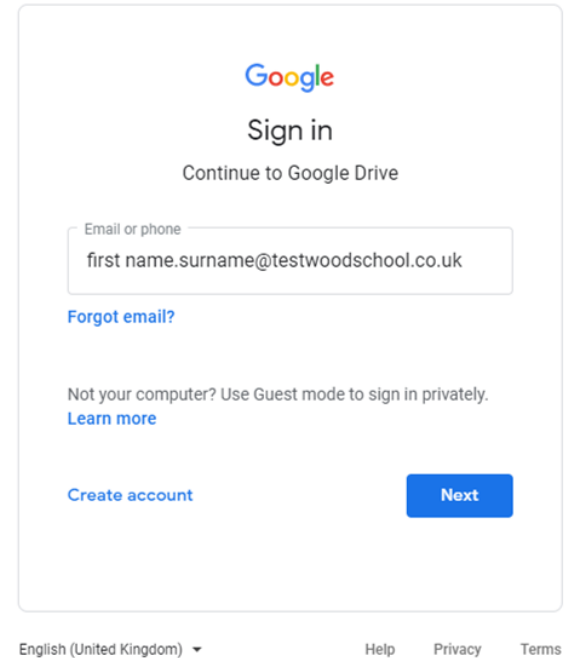 Google
Sign in
Continue to Google Drive
Email or phone
first name.surname@testwoodschool.co.uk
Forgot email?
Not your computer? Use Guest mode to sign in privately.
Learn more
Create account
Next
English (United Kingdom)
Help
Privacy
Terms